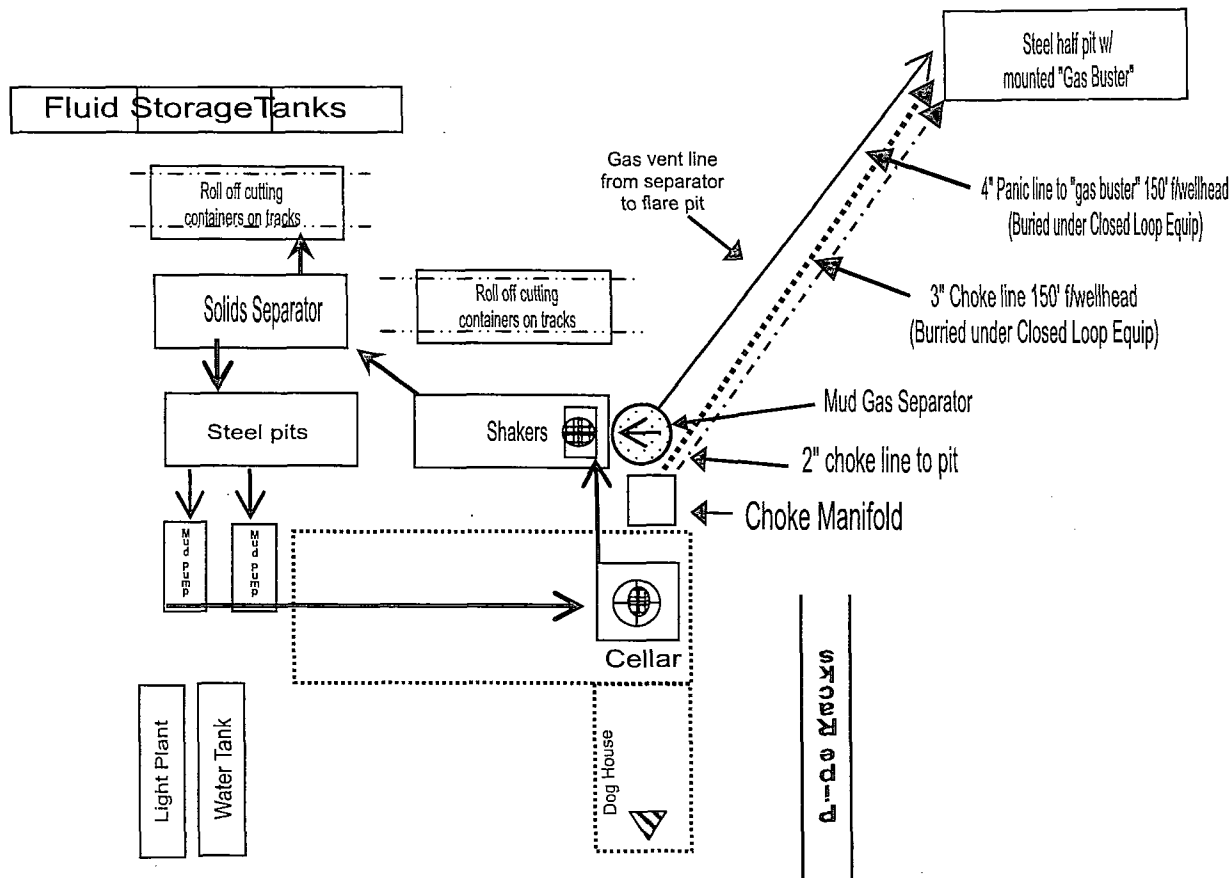 Steel half pit w/
mounted "Gas Buster"
Fluid StorageTanks
Gas vent line
from separator
to flare pit
Roll off cutting
containers on tracks
4" Panic line to "gas buster" 150' f/wellhead
(Buried under Closed Loop Equip)
Solids Separator
Roll off cutting
containers on tracks
3" Choke line 150' f/wellhead
(Burried under Closed Loop Equip)
Steel pits
Shakers
Mud Gas Separator
2" choke line to pit
Choke Manifold
Mud pump
Mud pump
Cellar
Light Plant
Water Tank
Dog House
Pipe Racks